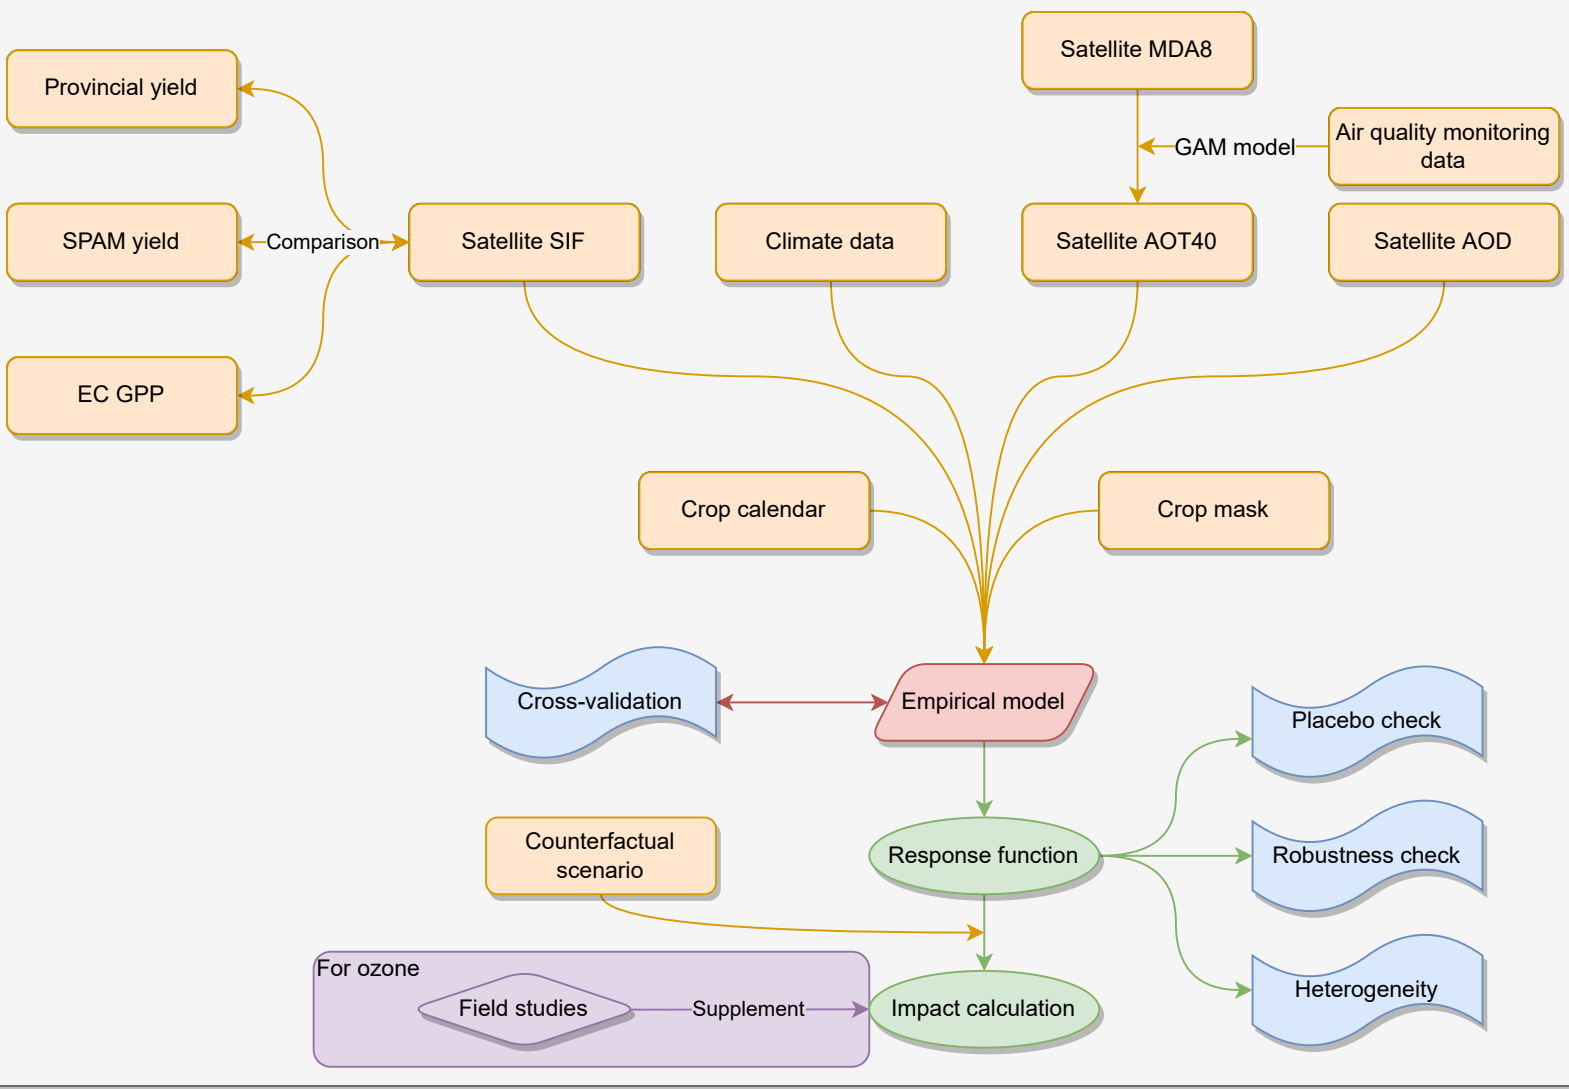 Satellite MDA8
Provincial yield
Air quality monitoring
data
GAM model
SPAM yield
Comparison
Satellite SIF
Climate data
Satellite AOT40
Satellite AOD
EC GPP
Crop calendar
Crop mask
Cross-validation
Empirical model
Placebo check
Counterfactual
scenario
Response function
Robustness check
For ozone
Field studies
Supplement
Impact calculation
Heterogeneity